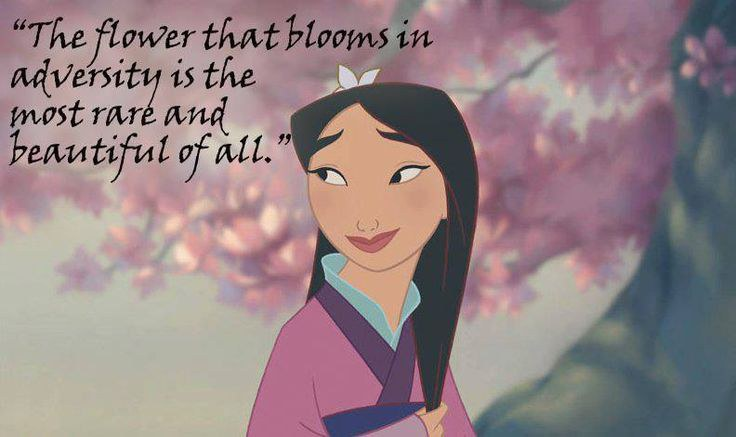 “The flower that blooms in
adversity is the
most rare and
beautiful of all.”